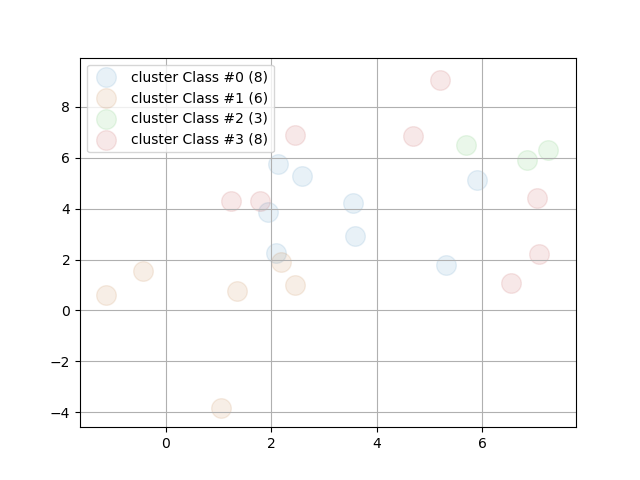 cluster Class #0 (8)
cluster Class #1 (6)
cluster Class #2 (3)
cluster Class #3 (8)
8
6
4
2
0
−2
−4
0 2 4 6